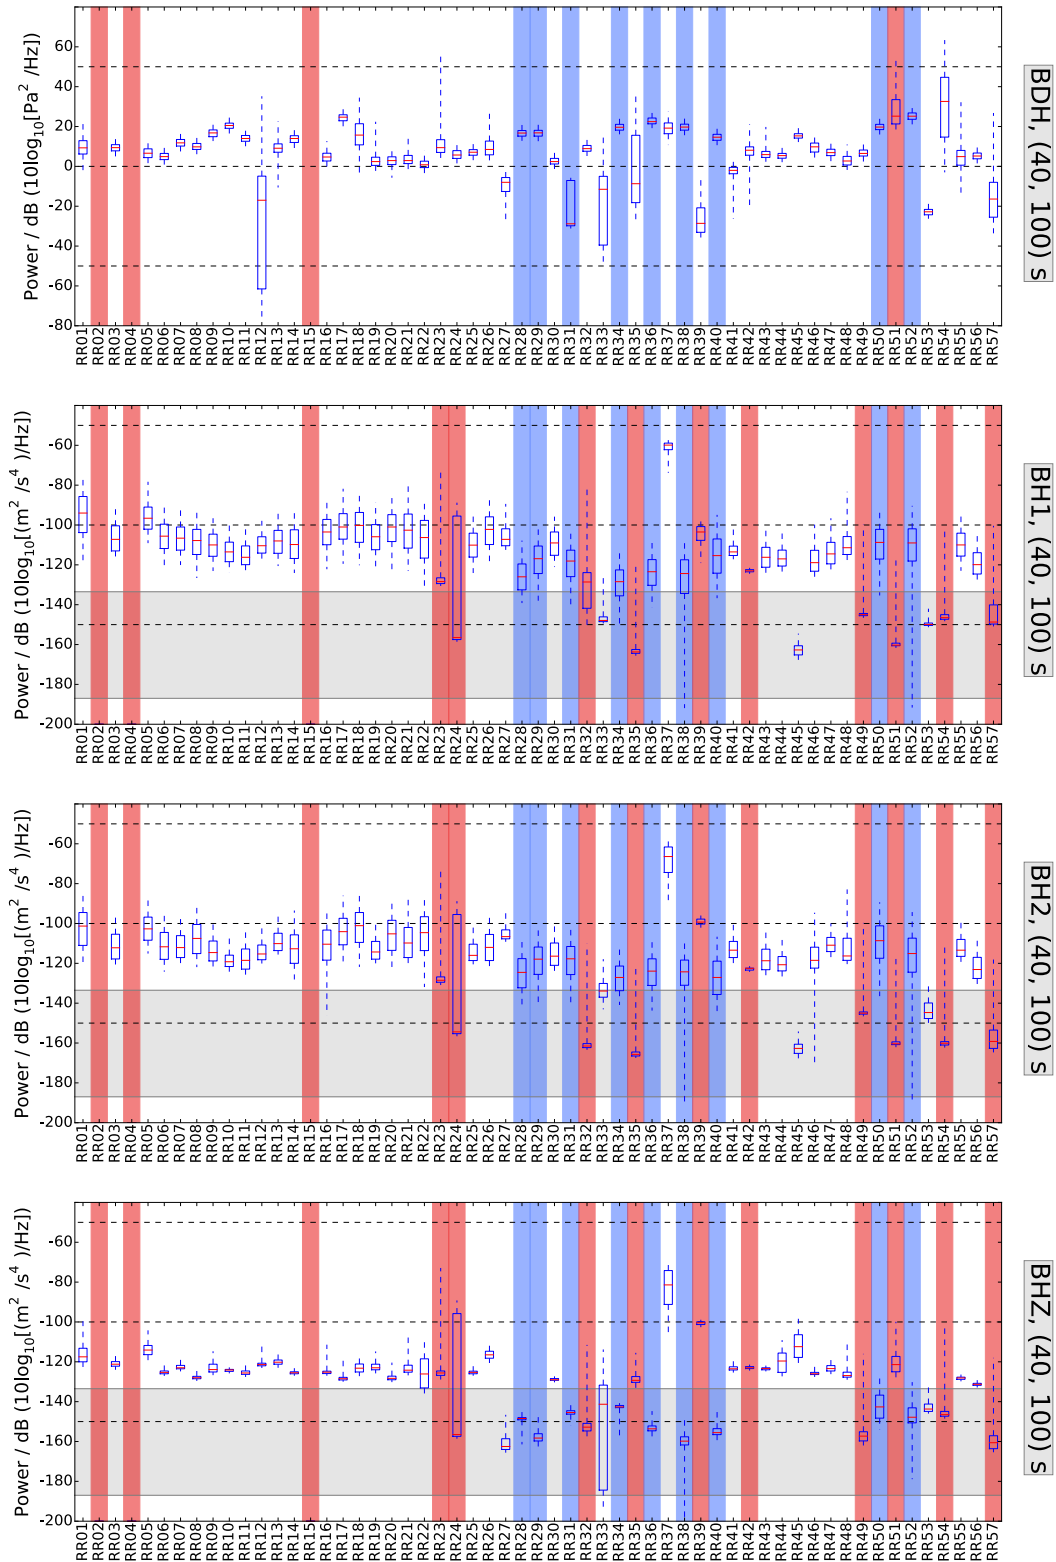 BDH, (40, 100) s
Power / dB (10log10[Pa² /Hz])
60
40
20
0
-20
-40
-60
-80
RR01 RR02 RR03 RR04 RR05 RR06 RR07 RR08 RR09 RR10 RR11 RR12 RR13 RR14 RR15 RR16 RR17 RR18 RR19 RR20 RR21 RR22 RR23 RR24 RR25 RR26 RR27 RR28 RR29 RR30 RR31 RR32 RR33 RR34 RR35 RR36 RR37 RR38 RR39 RR40 RR41 RR42 RR43 RR44 RR45 RR46 RR47 RR48 RR49 RR50 RR51 RR52 RR53 RR54 RR55 RR56 RR57
BH1, (40, 100) s
Power / dB (10log10[(m² /s⁴ )/Hz])
-60
-80
-100
-120
-140
-160
-180
-200
RR01 RR02 RR03 RR04 RR05 RR06 RR07 RR08 RR09 RR10 RR11 RR12 RR13 RR14 RR15 RR16 RR17 RR18 RR19 RR20 RR21 RR22 RR23 RR24 RR25 RR26 RR27 RR28 RR29 RR30 RR31 RR32 RR33 RR34 RR35 RR36 RR37 RR38 RR39 RR40 RR41 RR42 RR43 RR44 RR45 RR46 RR47 RR48 RR49 RR50 RR51 RR52 RR53 RR54 RR55 RR56 RR57
BH2, (40, 100) s
Power / dB (10log10[(m² /s⁴ )/Hz])
-60
-80
-100
-120
-140
-160
-180
-200
RR01 RR02 RR03 RR04 RR05 RR06 RR07 RR08 RR09 RR10 RR11 RR12 RR13 RR14 RR15 RR16 RR17 RR18 RR19 RR20 RR21 RR22 RR23 RR24 RR25 RR26 RR27 RR28 RR29 RR30 RR31 RR32 RR33 RR34 RR35 RR36 RR37 RR38 RR39 RR40 RR41 RR42 RR43 RR44 RR45 RR46 RR47 RR48 RR49 RR50 RR51 RR52 RR53 RR54 RR55 RR56 RR57
BHZ, (40, 100) s
Power / dB (10log10[(m² /s⁴ )/Hz])
-60
-80
-100
-120
-140
-160
-180
-200
RR01 RR02 RR03 RR04 RR05 RR06 RR07 RR08 RR09 RR10 RR11 RR12 RR13 RR14 RR15 RR16 RR17 RR18 RR19 RR20 RR21 RR22 RR23 RR24 RR25 RR26 RR27 RR28 RR29 RR30 RR31 RR32 RR33 RR34 RR35 RR36 RR37 RR38 RR39 RR40 RR41 RR42 RR43 RR44 RR45 RR46 RR47 RR48 RR49 RR50 RR51 RR52 RR53 RR54 RR55 RR56 RR57